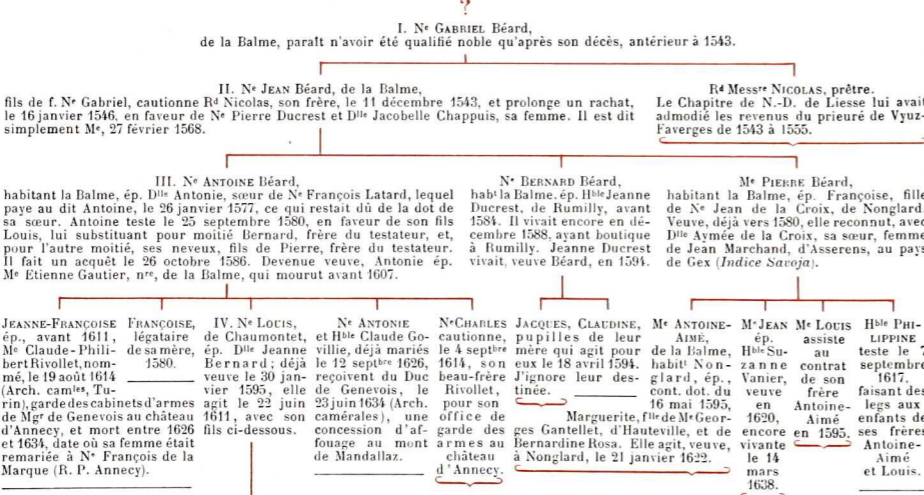 ?
I. Nᵉ GABRIEL Béard,
de la Balme, paraît n'avoir été qualifié noble qu'après son décès, antérieur à 1543.
II. Nᵉ JEAN Béard, de la Balme,
fils de f. Nᵉ Gabriel, cautionne Rᵈ Nicolas, son frère, le 11 décembre 1543, et prolonge un rachat,
le 16 janvier 1546, en faveur de Nᵉ Pierre Ducrest et Dˡˡᵉ Jacobelle Chappuis, sa femme. Il est dit
simplement Mᵉ, 27 février 1568.
Rᵈ Messʳᵉ NICOLAS, prêtre.
Le Chapitre de N.-D. de Liesse lui avait
admodié les revenus du prieuré de Vyuz-
Faverges de 1543 à 1555.
III. Nᵉ ANTOINE Béard,
habitant la Balme, ép. Dˡˡᵉ Antonie, sœur de Nᵉ François Latard, lequel
paye au dit Antoine, le 26 janvier 1577, ce qui restait dû de la dot de
sa sœur. Antoine teste le 25 septembre 1580, en faveur de son fils
Louis, lui substituant pour moitié Bernard, frère du testateur, et,
pour l'autre moitié, ses neveux, fils de Pierre, frère du testateur.
Il fait un acquêt le 26 octobre 1586. Devenue veuve, Antonie ép.
Mᵉ Etienne Gautier, nʳᵉ, de la Balme, qui mourut avant 1607.
Nᵉ BERNARD Béard,
habᵗ la Balme. ép. Hᵇˡᵉ Jeanne
Ducrest, de Rumilly, avant
1584. Il vivait encore en dé-
cembre 1588, ayant boutique
à Rumilly. Jeanne Ducrest
vivait, veuve Béard, en 1594.
Mᵉ PIERRE Béard,
habitant la Balme, ép. Françoise, fille
de Nᵉ Jean de la Croix, de Nonglard.
Veuve, déjà vers 1580, elle reconnut, avec
Dˡˡᵉ Aymée de la Croix, sa sœur, femme
de Jean Marchand, d'Asserens, au pays
de Gex (Indice Savoja).
JEANNE-FRANÇOISE
ép., avant 1611,
Mᵉ Claude-Phili-
bert Rivollet, nom-
mé, le 19 août 1614
(Arch. camˡᵉˢ, Tu-
rin), garde des cabinets d'armes
de Mᵍʳ de Genevois au château
d'Annecy, et mort entre 1626
et 1634, date où sa femme était
remariée à Nᵉ François de la
Marque (R. P. Annecy).
FRANÇOISE,
légataire
de sa mère,
1580.
IV. Nᵉ LOUIS,
de Chaumontet,
ép. Dˡˡᵉ Jeanne
Bernard; déjà
veuve le 30 jan-
vier 1595, elle
agit le 22 juin
1611, avec son
fils ci-dessous.
Nᵉ ANTONIE
et Hᵇˡᵉ Claude Go-
villie, déjà mariés
le 12 septᵇʳᵉ 1626,
reçoivent du Duc
de Genevois, le
23 juin 1634 (Arch.
camérales), une
concession d'af-
fouage au mont
de Mandallaz.
Nᵉ CHARLES
cautionne,
le 4 septᵇʳᵉ
1614, son
beau-frère
Rivollet,
pour son
office de
garde des
armes au
château
d'Annecy.
JACQUES, CLAUDINE,
pupilles de leur
mère qui agit pour
eux le 18 avril 1594.
J'ignore leur des-
tinée.
Mᵉ ANTOINE-
AIMÉ,
de la Balme,
habitᵗ Non-
glard, ép.,
cont. dot. du
16 mai 1595,
Marguerite, fˡˡᵉ de Mᵉ Geor-
ges Gantellet, d'Hauteville, et de
Bernardine Rosa. Elle agit, veuve,
à Nonglard, le 21 janvier 1622.
Mᵉ JEAN
ép.
Hᵇˡᵉ Su-
zanne
Vanier,
veuve
en
1620,
encore
vivante
le 14
mars
1638.
Mᵉ LOUIS
assiste
au
contrat
de son
frère
Antoine-
Aimé
en 1595.
Hᵇˡᵉ PHI-
LIPPINE
teste le 7
septembre
1617,
faisant des
legs aux
enfants de
ses frères
Antoine-
Aimé
et Louis.